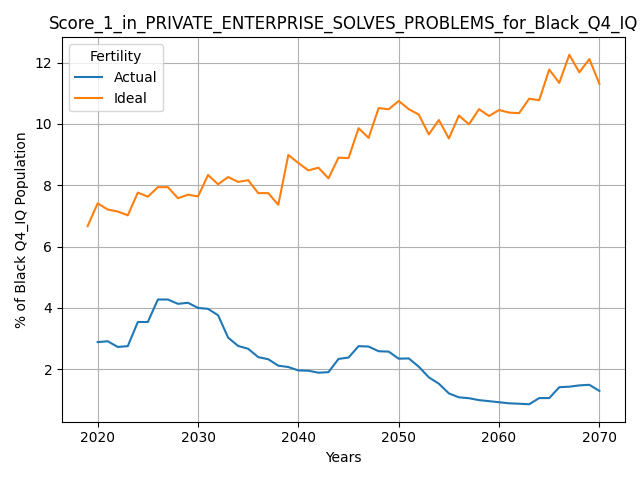 Score_1_in_PRIVATE_ENTERPRISE_SOLVES_PROBLEMS_for_Black_Q4_IQ
Fertility
Actual
Ideal
% of Black Q4_IQ Population
12
10
8
6
4
2
2020 2030 2040 2050 2060 2070
Years